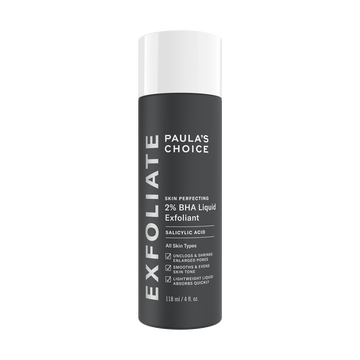 EXFOLIATE
PAULA'S
CHOICE
SKIN PERFECTING
2% BHA Liquid
Exfoliant
SALICYLIC ACID
All Skin Types
UNCLOGS & SHRINKS
ENLARGED PORES
SMOOTHS & EVENS
SKIN TONE
LIGHTWEIGHT LIQUID
ABSORBS QUICKLY
118 ml / 4 fl. oz.